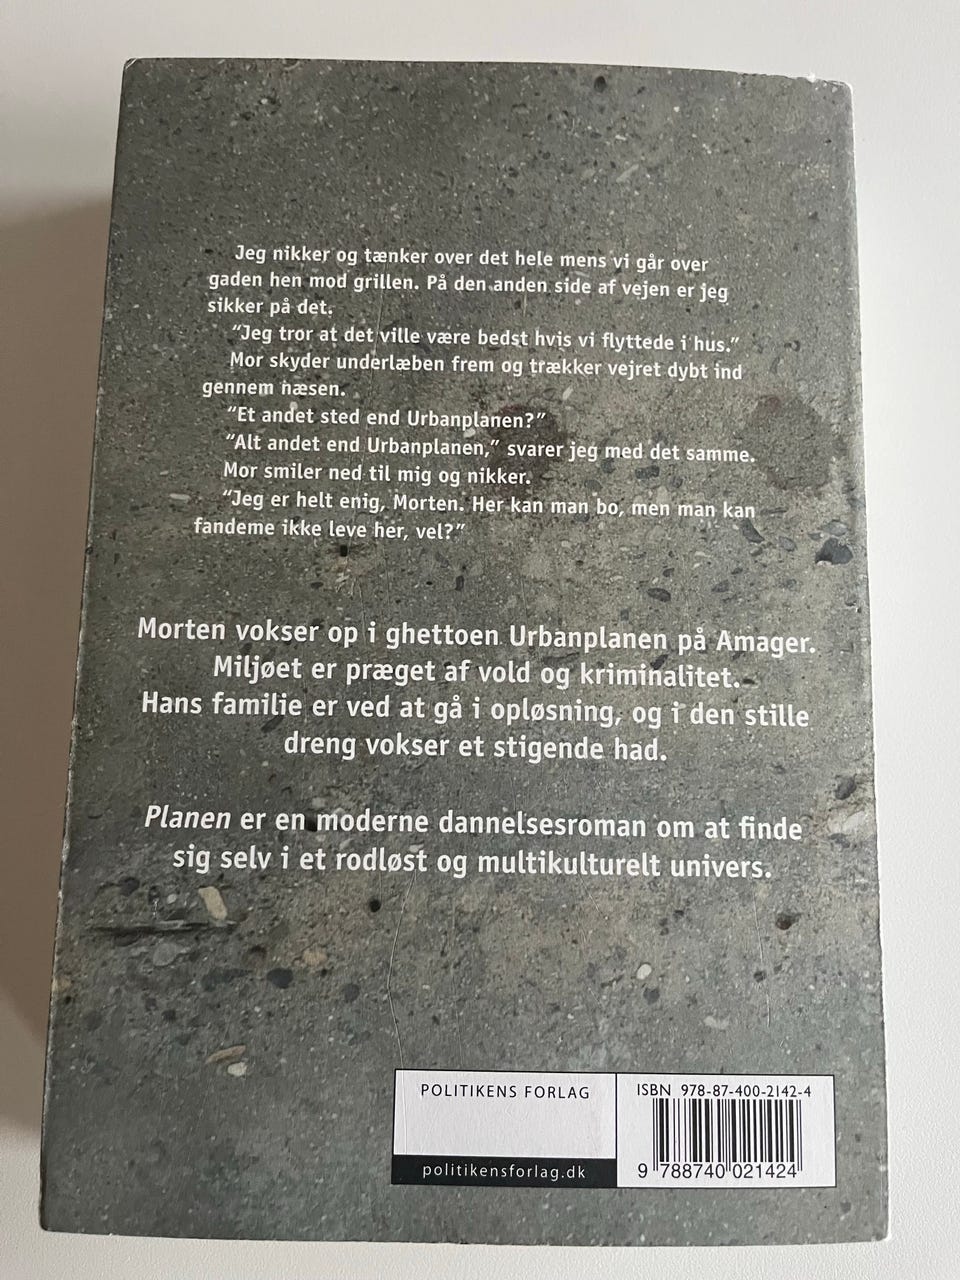 Jeg nikker og tænker over det hele mens vi går over
gaden hen mod grillen. På den anden side af vejen er jeg
sikker på det.
"Jeg tror at det ville være bedst hvis vi flyttede i hus."
Mor skyder underlæben frem og trækker vejret dybt ind
gennem næsen.
"Et andet sted end Urbanplanen?"
"Alt andet end Urbanplanen," svarer jeg med det samme.
Mor smiler ned til mig og nikker.
"Jeg er helt enig, Morten. Her kan man bo, men man kan
fandeme ikke leve her, vel?"
Morten vokser op i ghettoen Urbanplanen på Amager.
Miljøet er præget af vold og kriminalitet.
Hans familie er ved at gå i opløsning, og i den stille
dreng vokser et stigende had.
Planen er en moderne dannelsesroman om at finde
sig selv i et rodløst og multikulturelt univers.
POLITIKENS FORLAG
politikensforlag.dk
ISBN 978-87-400-2142-4
9 788740 021424